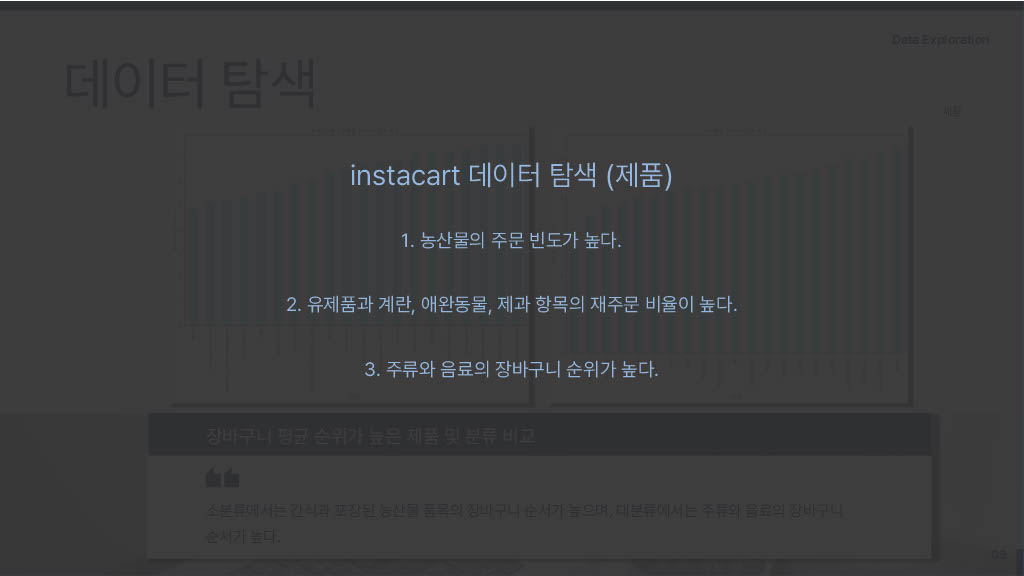 Data Exploration
데이터 탐색
제품
instacart 데이터 탐색 (제품)
1. 농산물의 주문 빈도가 높다.
2. 유제품과 계란, 애완동물, 제과 항목의 재주문 비율이 높다.
3. 주류와 음료의 장바구니 순위가 높다.
장바구니 평균 순위가 높은 제품 및 분류 비교
소분류에서는 간식과 포장된 농산물 품목의 장바구니 순서가 높으며, 대분류에서는 주류와 음료의 장바구니
순서가 높다.
09